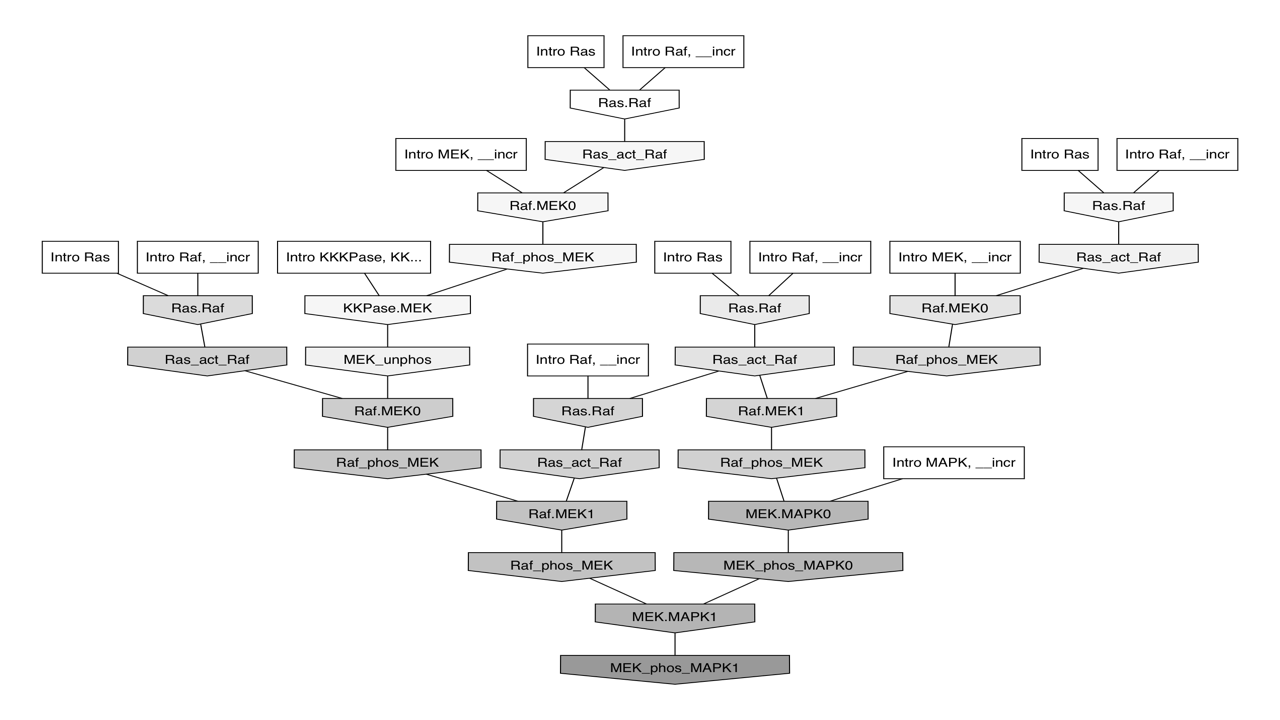 Intro Ras
Intro Raf, __incr
Ras.Raf
Intro MEK, __incr
Ras_act_Raf
Intro Ras
Intro Raf, __incr
Raf.MEK0
Ras.Raf
Intro Ras
Intro Raf, __incr
Intro KKKPase, KK...
Raf_phos_MEK
Intro Ras
Intro Raf, __incr
Intro MEK, __incr
Ras_act_Raf
Ras.Raf
KKPase.MEK
Ras.Raf
Raf.MEK0
Ras_act_Raf
MEK_unphos
Intro Raf, __incr
Ras_act_Raf
Raf_phos_MEK
Raf.MEK0
Ras.Raf
Raf.MEK1
Raf_phos_MEK
Ras_act_Raf
Raf_phos_MEK
Intro MAPK, __incr
Raf.MEK1
MEK.MAPK0
Raf_phos_MEK
MEK_phos_MAPK0
MEK.MAPK1
MEK_phos_MAPK1